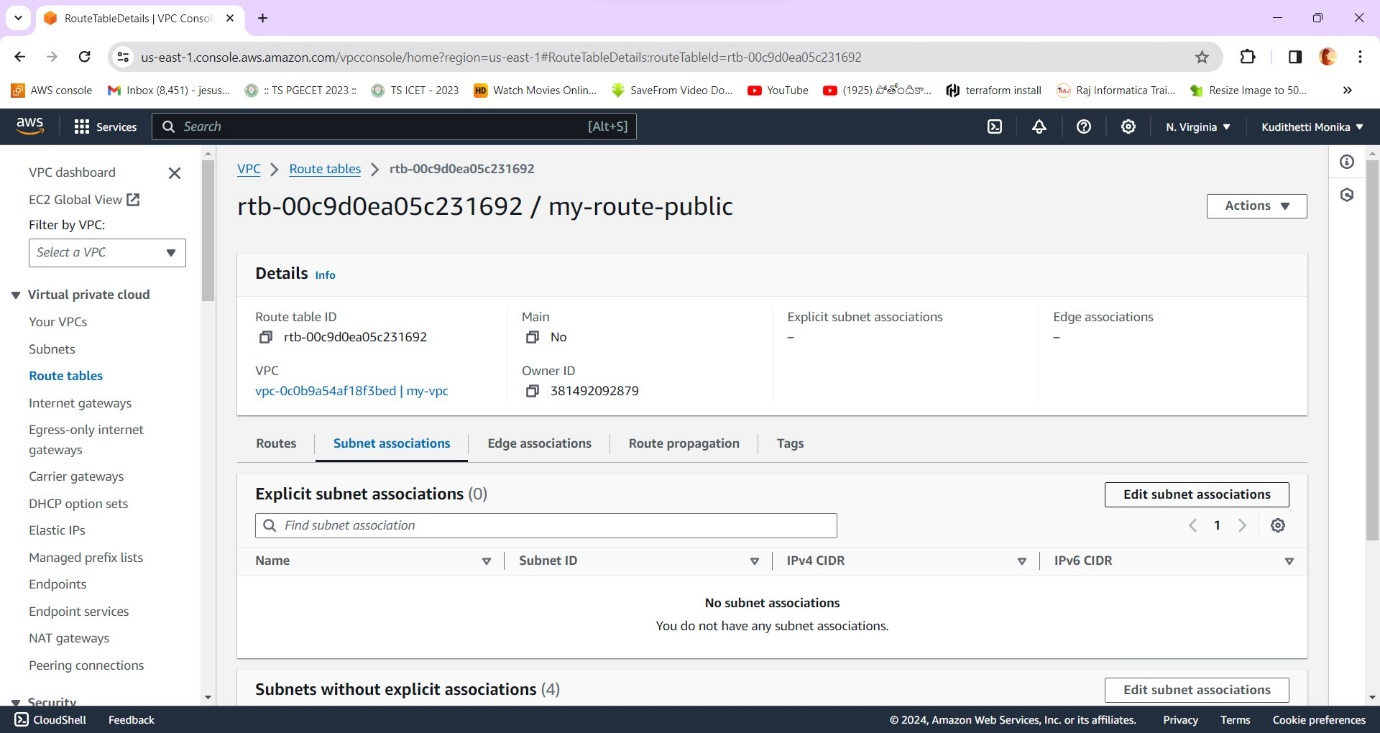 RouteTableDetails | VPC Consol
us-east-1.console.aws.amazon.com/vpcconsole/home?region=us-east-1#RouteTableDetails:routeTableId=rtb-00c9d0ea05c231692
AWS console Inbox (8,451) - jesus... :: TS PGECET 2023 :: TS ICET - 2023 HD Watch Movies Onlin... SaveFrom Video Do... YouTube (1925) పోతోందికా... terraform install Raj Informatica Trai... Resize Image to 50... »
aws Services Search [Alt+S] N. Virginia Kudithetti Monika
VPC dashboard
EC2 Global View
Filter by VPC:
Select a VPC
Virtual private cloud
Your VPCs
Subnets
Route tables
Internet gateways
Egress-only internet
gateways
Carrier gateways
DHCP option sets
Elastic IPs
Managed prefix lists
Endpoints
Endpoint services
NAT gateways
Peering connections
Security
VPC Route tables rtb-00c9d0ea05c231692
rtb-00c9d0ea05c231692 / my-route-public
Actions
Details Info
Route table ID
rtb-00c9d0ea05c231692
Main
No
Explicit subnet associations
–
Edge associations
–
VPC
vpc-0c0b9a54af18f3bed | my-vpc
Owner ID
381492092879
Routes Subnet associations Edge associations Route propagation Tags
Explicit subnet associations (0)
Edit subnet associations
Find subnet association
1
Name Subnet ID IPv4 CIDR IPv6 CIDR
No subnet associations
You do not have any subnet associations.
Subnets without explicit associations (4)
Edit subnet associations
CloudShell Feedback © 2024, Amazon Web Services, Inc. or its affiliates. Privacy Terms Cookie preferences